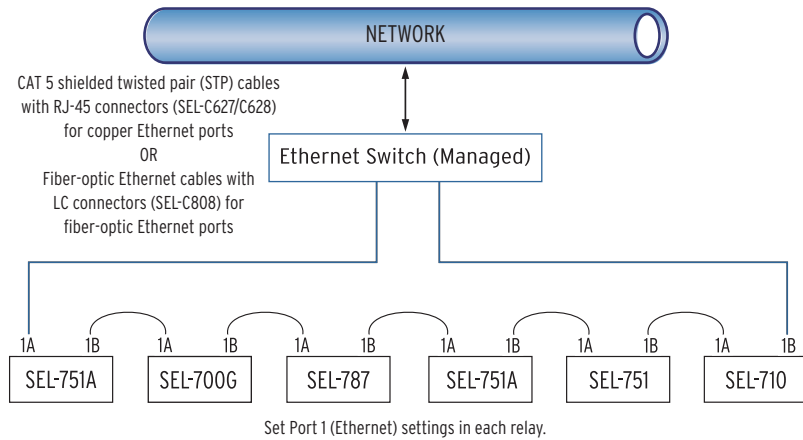 NETWORK
CAT 5 shielded twisted pair (STP) cables
with RJ-45 connectors (SEL-C627/C628)
for copper Ethernet ports
OR
Fiber-optic Ethernet cables with
LC connectors (SEL-C808) for
fiber-optic Ethernet ports
Ethernet Switch (Managed)
1A 1B 1A 1B 1A 1B 1A 1B 1A 1B 1A 1B
SEL-751A SEL-700G SEL-787 SEL-751A SEL-751 SEL-710
Set Port 1 (Ethernet) settings in each relay.